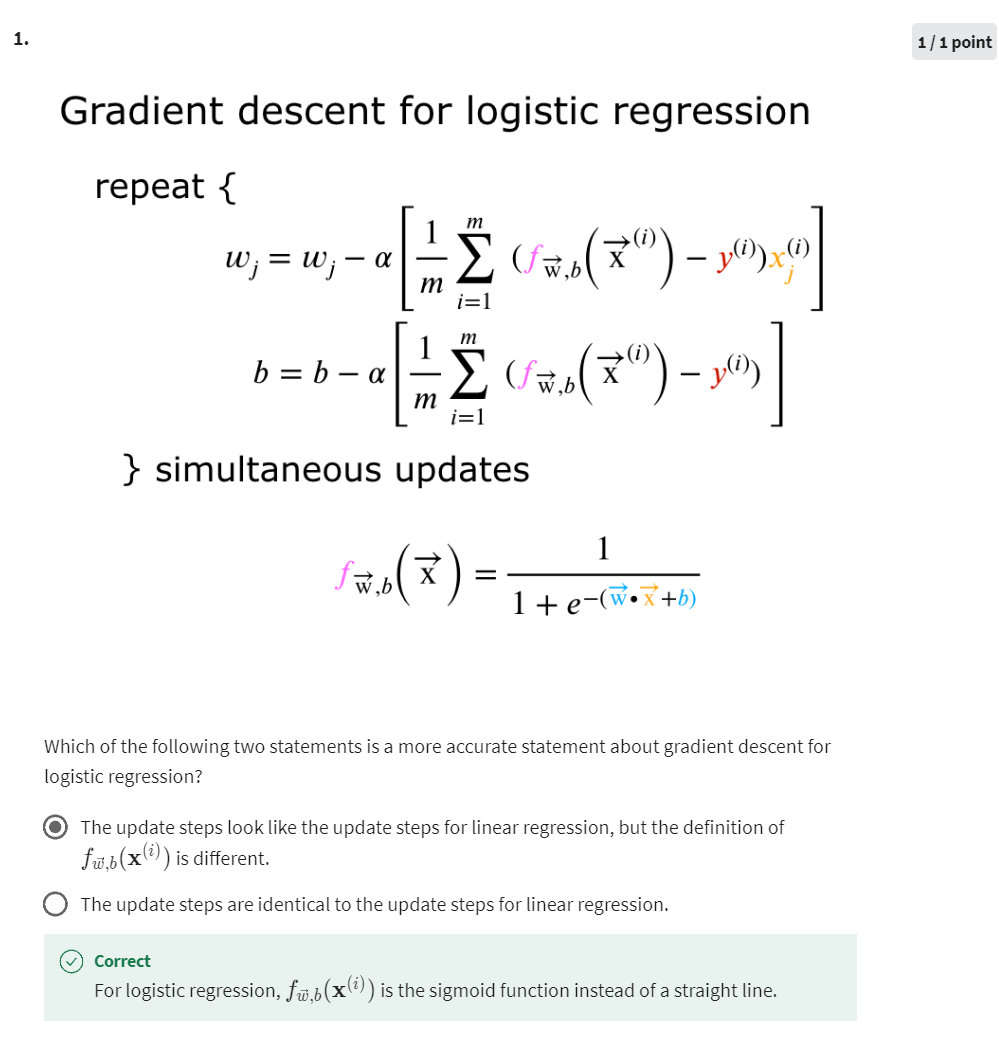 1.
1 / 1 point
Gradient descent for logistic regression
repeat {
w_j = w_j − α [ 1/m ∑_{i=1}^{m} (f_{w⃗,b}(x⃗^{(i)}) − y^{(i)})x_j^{(i)} ]
b = b − α [ 1/m ∑_{i=1}^{m} (f_{w⃗,b}(x⃗^{(i)}) − y^{(i)}) ]
} simultaneous updates
f_{w⃗,b}(x⃗) = 1 / (1 + e^{−(w⃗•x⃗+b)})
Which of the following two statements is a more accurate statement about gradient descent for
logistic regression?
The update steps look like the update steps for linear regression, but the definition of
f_{w⃗,b}(x^{(i)}) is different.
The update steps are identical to the update steps for linear regression.
Correct
For logistic regression, f_{w⃗,b}(x^{(i)}) is the sigmoid function instead of a straight line.